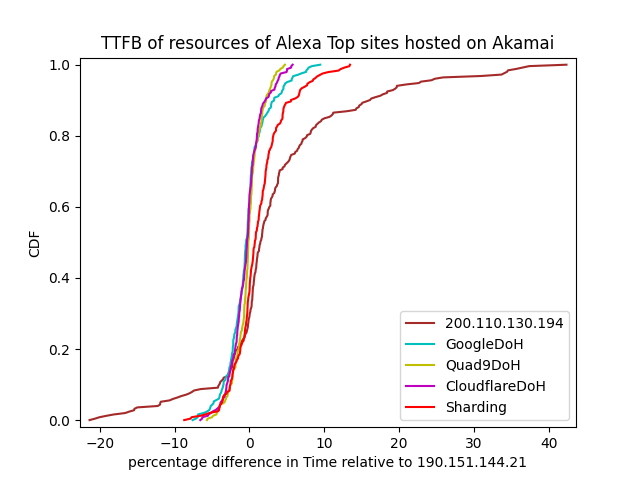 TTFB of resources of Alexa Top sites hosted on Akamai
1.0
0.8
0.6
0.4
0.2
0.0
CDF
200.110.130.194
GoogleDoH
Quad9DoH
CloudflareDoH
Sharding
−20 −10 0 10 20 30 40
percentage difference in Time relative to 190.151.144.21